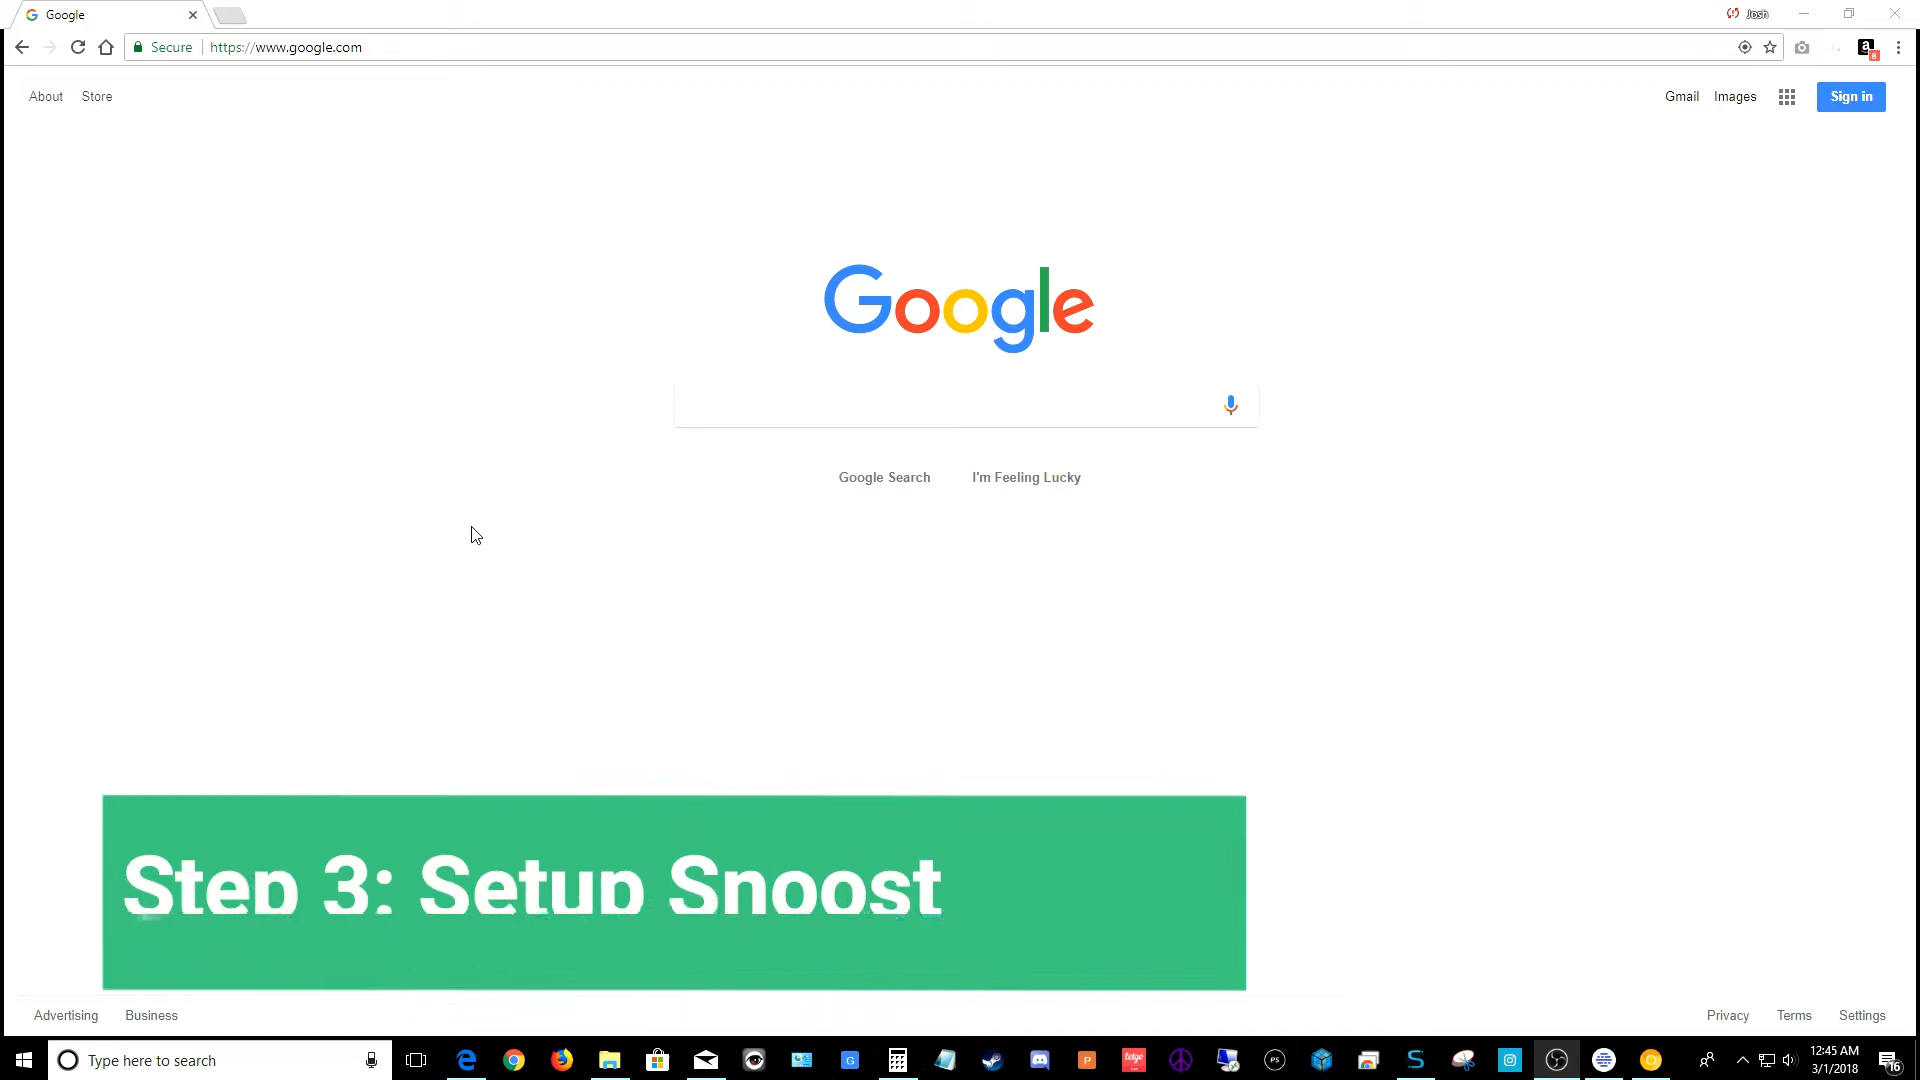 Google
Josh
Secure https://www.google.com
About Store
Gmail Images Sign in
Google
Google Search I'm Feeling Lucky
Step 3: Setup Snoost
Advertising Business
Privacy Terms Settings
Type here to search
12:45 AM
3/1/2018
16